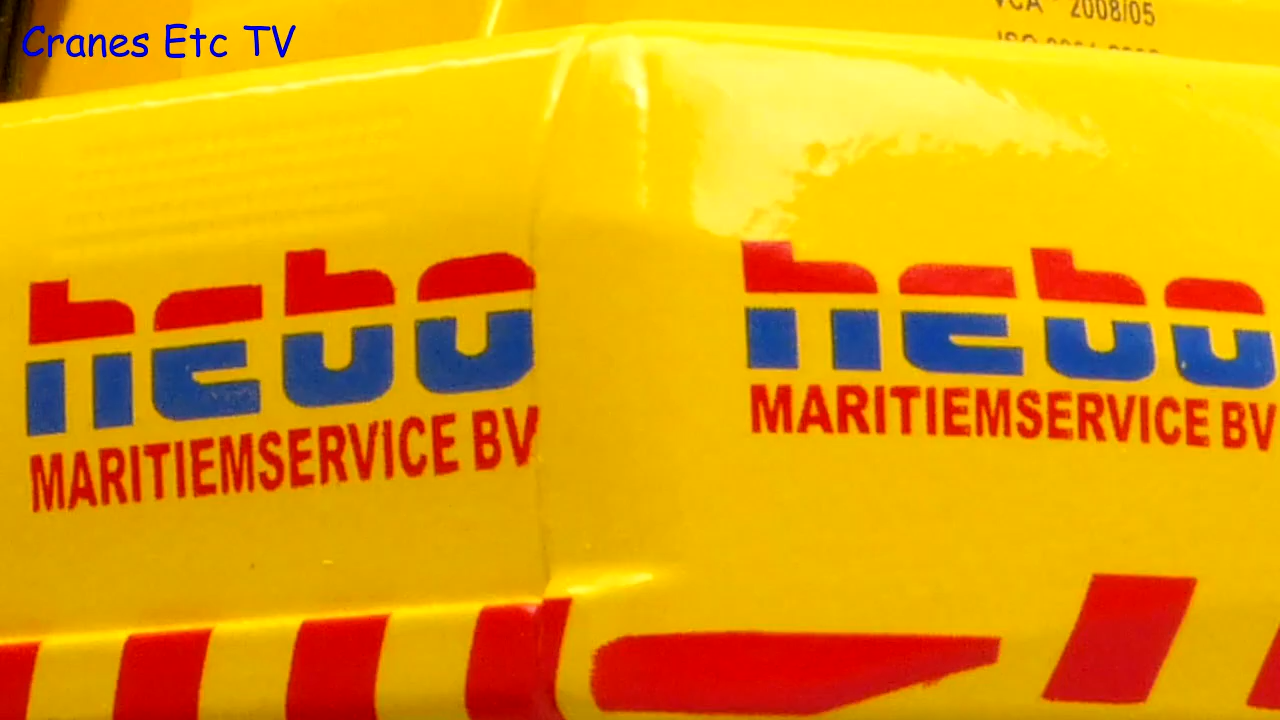 Cranes Etc TV
VCA * 2008/05
hebo
MARITIEMSERVICE BV
hebo
MARITIEMSERVICE BV